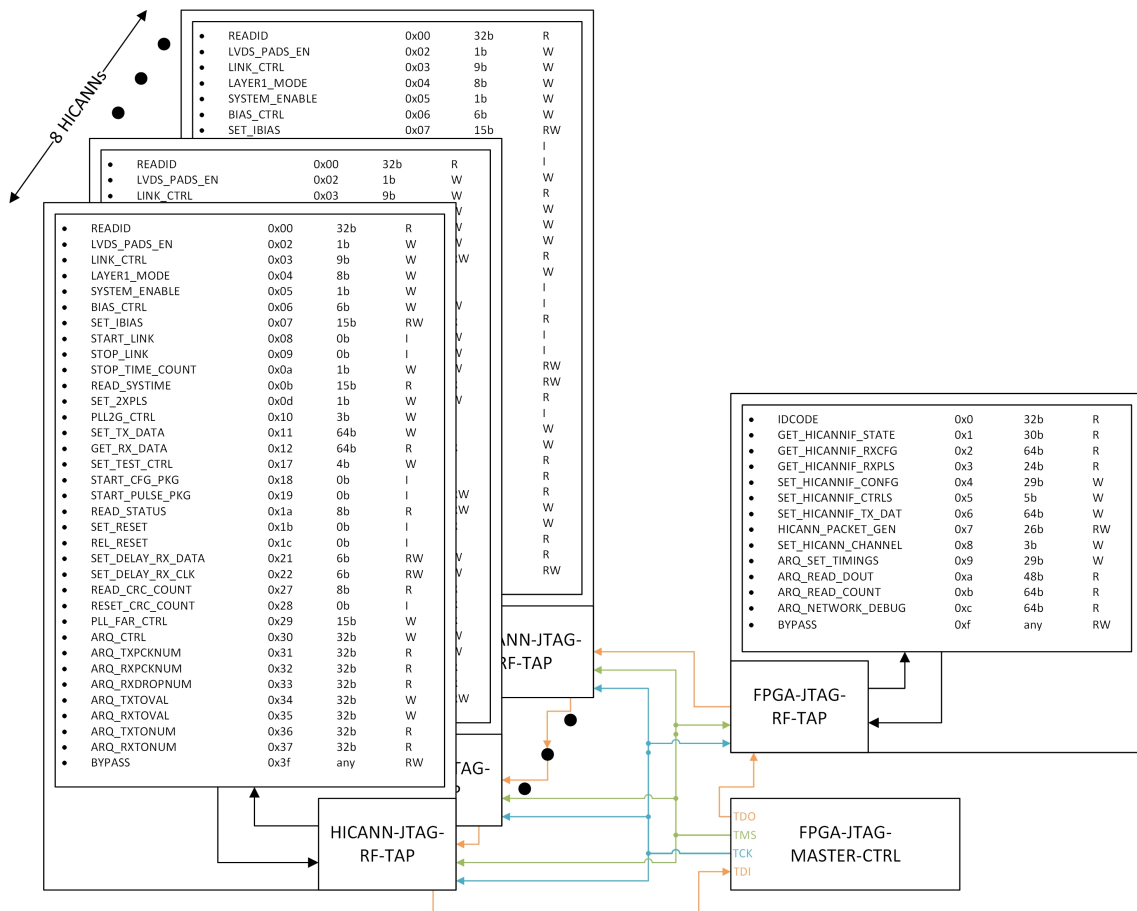 8 HICANNs
• READID 0x00 32b R
• LVDS_PADS_EN 0x02 1b W
• LINK_CTRL 0x03 9b W
• LAYER1_MODE 0x04 8b W
• SYSTEM_ENABLE 0x05 1b W
• BIAS_CTRL 0x06 6b W
• SET_IBIAS 0x07 15b RW
I
I
W
R
W
W
W
R
W
I
I
R
I
I
RW
RW
R
I
W
W
R
R
R
W
W
R
R
RW
ANN-JTAG-
RF-TAP
• READID 0x00 32b R
• LVDS_PADS_EN 0x02 1b W
• LINK_CTRL 0x03 9b W
TAG-
• READID 0x00 32b R
• LVDS_PADS_EN 0x02 1b W
• LINK_CTRL 0x03 9b W
• LAYER1_MODE 0x04 8b W
• SYSTEM_ENABLE 0x05 1b W
• BIAS_CTRL 0x06 6b W
• SET_IBIAS 0x07 15b RW
• START_LINK 0x08 0b I
• STOP_LINK 0x09 0b I
• STOP_TIME_COUNT 0x0a 1b W
• READ_SYSTIME 0x0b 15b R
• SET_2XPLS 0x0d 1b W
• PLL2G_CTRL 0x10 3b W
• SET_TX_DATA 0x11 64b W
• GET_RX_DATA 0x12 64b R
• SET_TEST_CTRL 0x17 4b W
• START_CFG_PKG 0x18 0b I
• START_PULSE_PKG 0x19 0b I
• READ_STATUS 0x1a 8b R
• SET_RESET 0x1b 0b I
• REL_RESET 0x1c 0b I
• SET_DELAY_RX_DATA 0x21 6b RW
• SET_DELAY_RX_CLK 0x22 6b RW
• READ_CRC_COUNT 0x27 8b R
• RESET_CRC_COUNT 0x28 0b I
• PLL_FAR_CTRL 0x29 15b W
• ARQ_CTRL 0x30 32b W
• ARQ_TXPCKNUM 0x31 32b R
• ARQ_RXPCKNUM 0x32 32b R
• ARQ_RXDROPNUM 0x33 32b R
• ARQ_TXTOVAL 0x34 32b W
• ARQ_RXTOVAL 0x35 32b W
• ARQ_TXTONUM 0x36 32b R
• ARQ_RXTONUM 0x37 32b R
• BYPASS 0x3f any RW
HICANN-JTAG-
RF-TAP
• IDCODE 0x0 32b R
• GET_HICANNIF_STATE 0x1 30b R
• GET_HICANNIF_RXCFG 0x2 64b R
• GET_HICANNIF_RXPLS 0x3 24b R
• SET_HICANNIF_CONFG 0x4 29b W
• SET_HICANNIF_CTRLS 0x5 5b W
• SET_HICANNIF_TX_DAT 0x6 64b W
• HICANN_PACKET_GEN 0x7 26b RW
• SET_HICANN_CHANNEL 0x8 3b W
• ARQ_SET_TIMINGS 0x9 29b W
• ARQ_READ_DOUT 0xa 48b R
• ARQ_READ_COUNT 0xb 64b R
• ARQ_NETWORK_DEBUG 0xc 64b R
• BYPASS 0xf any RW
FPGA-JTAG-
RF-TAP
TDO
TMS
TCK
TDI
FPGA-JTAG-
MASTER-CTRL